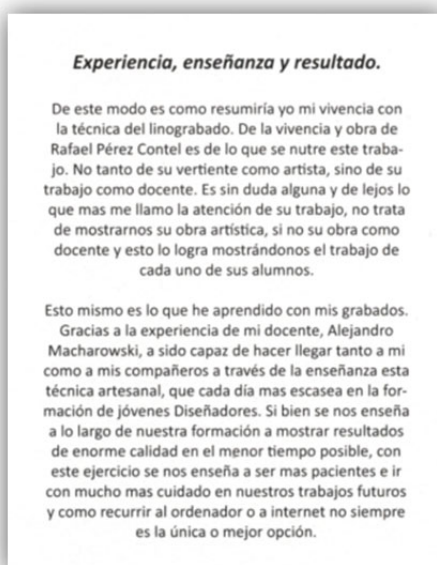 Experiencia, enseñanza y resultado.
De este modo es como resumiría yo mi vivencia con
la técnica del linograbado. De la vivencia y obra de
Rafael Pérez Contel es de lo que se nutre este traba-
jo. No tanto de su vertiente como artista, sino de su
trabajo como docente. Es sin duda alguna y de lejos lo
que mas me llamo la atención de su trabajo, no trata
de mostrarnos su obra artística, si no su obra como
docente y esto lo logra mostrándonos el trabajo de
cada uno de sus alumnos.
Esto mismo es lo que he aprendido con mis grabados.
Gracias a la experiencia de mi docente, Alejandro
Macharowski, a sido capaz de hacer llegar tanto a mi
como a mis compañeros a través de la enseñanza esta
técnica artesanal, que cada día mas escasea en la for-
mación de jóvenes Diseñadores. Si bien se nos enseña
a lo largo de nuestra formación a mostrar resultados
de enorme calidad en el menor tiempo posible, con
este ejercicio se nos enseña a ser mas pacientes e ir
con mucho mas cuidado en nuestros trabajos futuros
y como recurrir al ordenador o a internet no siempre
es la única o mejor opción.